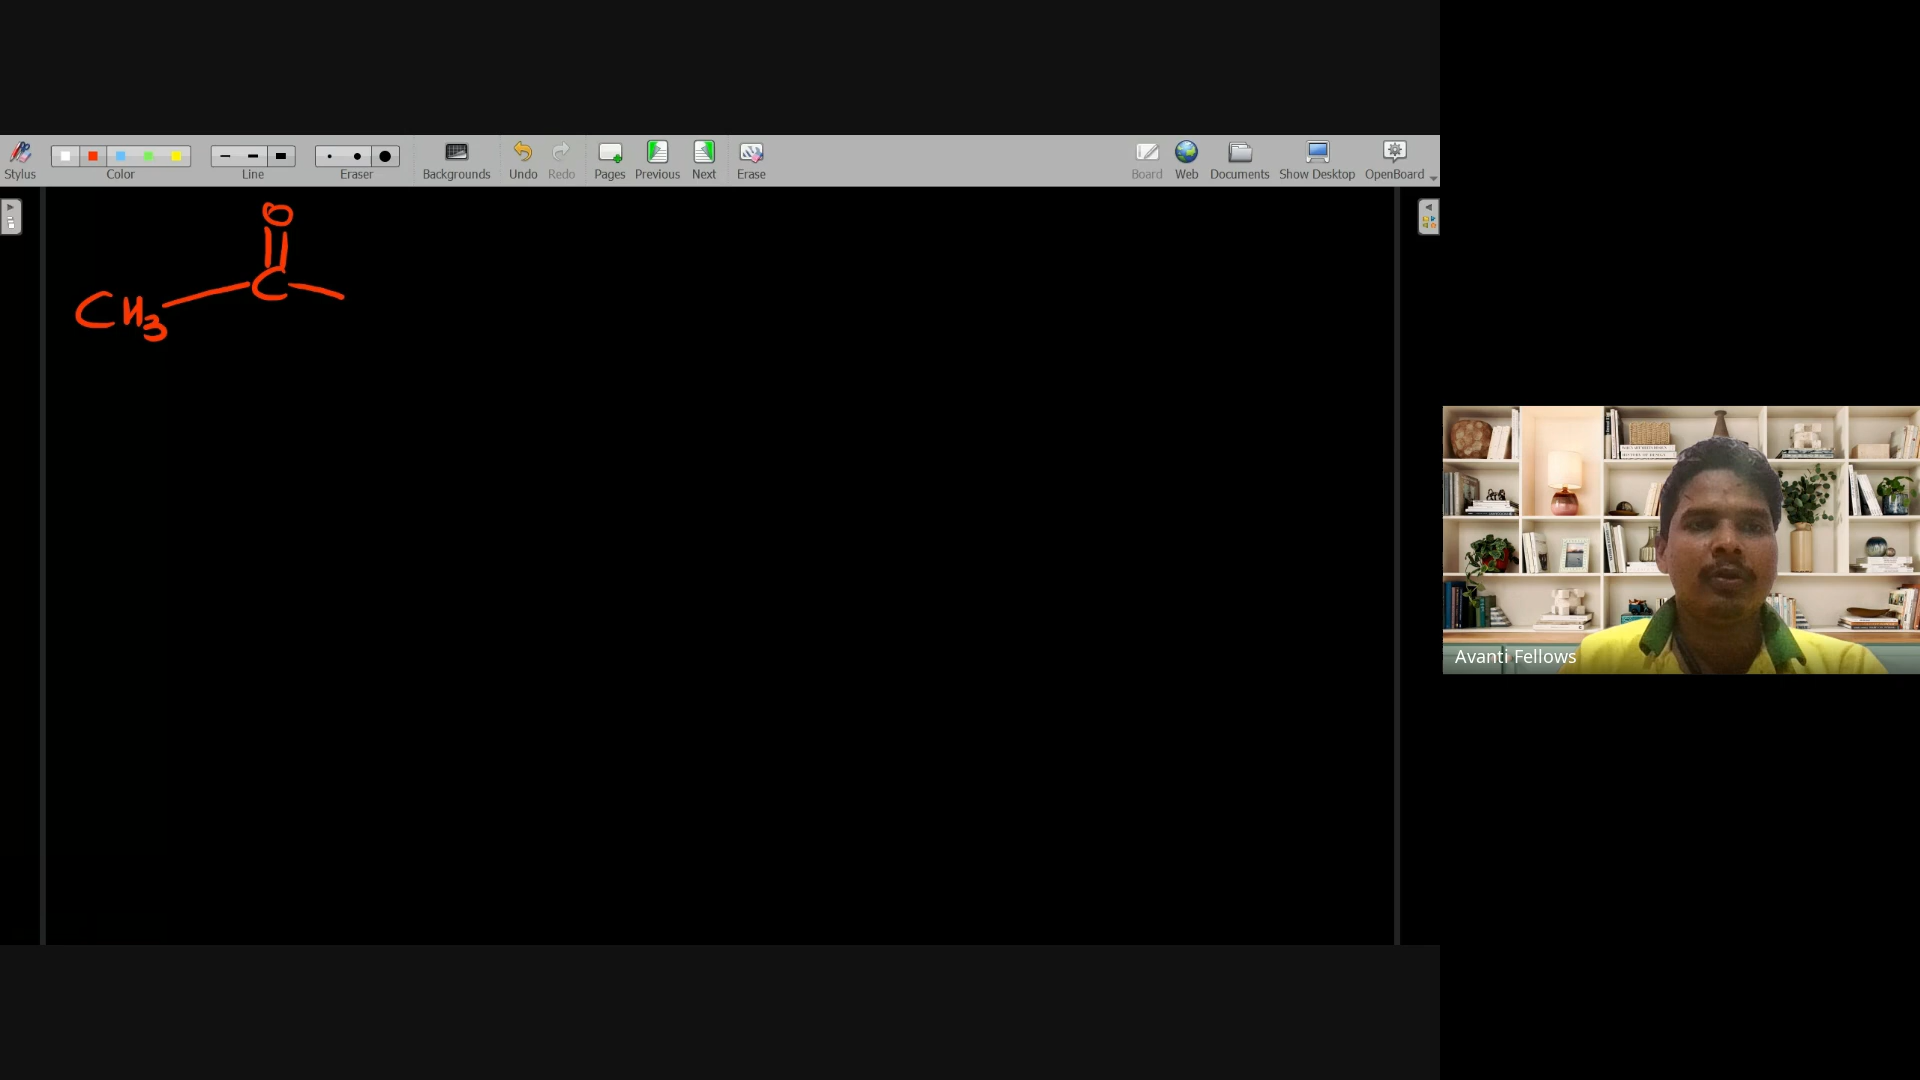 Stylus Color Line Eraser Backgrounds Undo Redo Pages Previous Next Erase Board Web Documents Show Desktop OpenBoard
O
CH3 C
Avanti Fellows